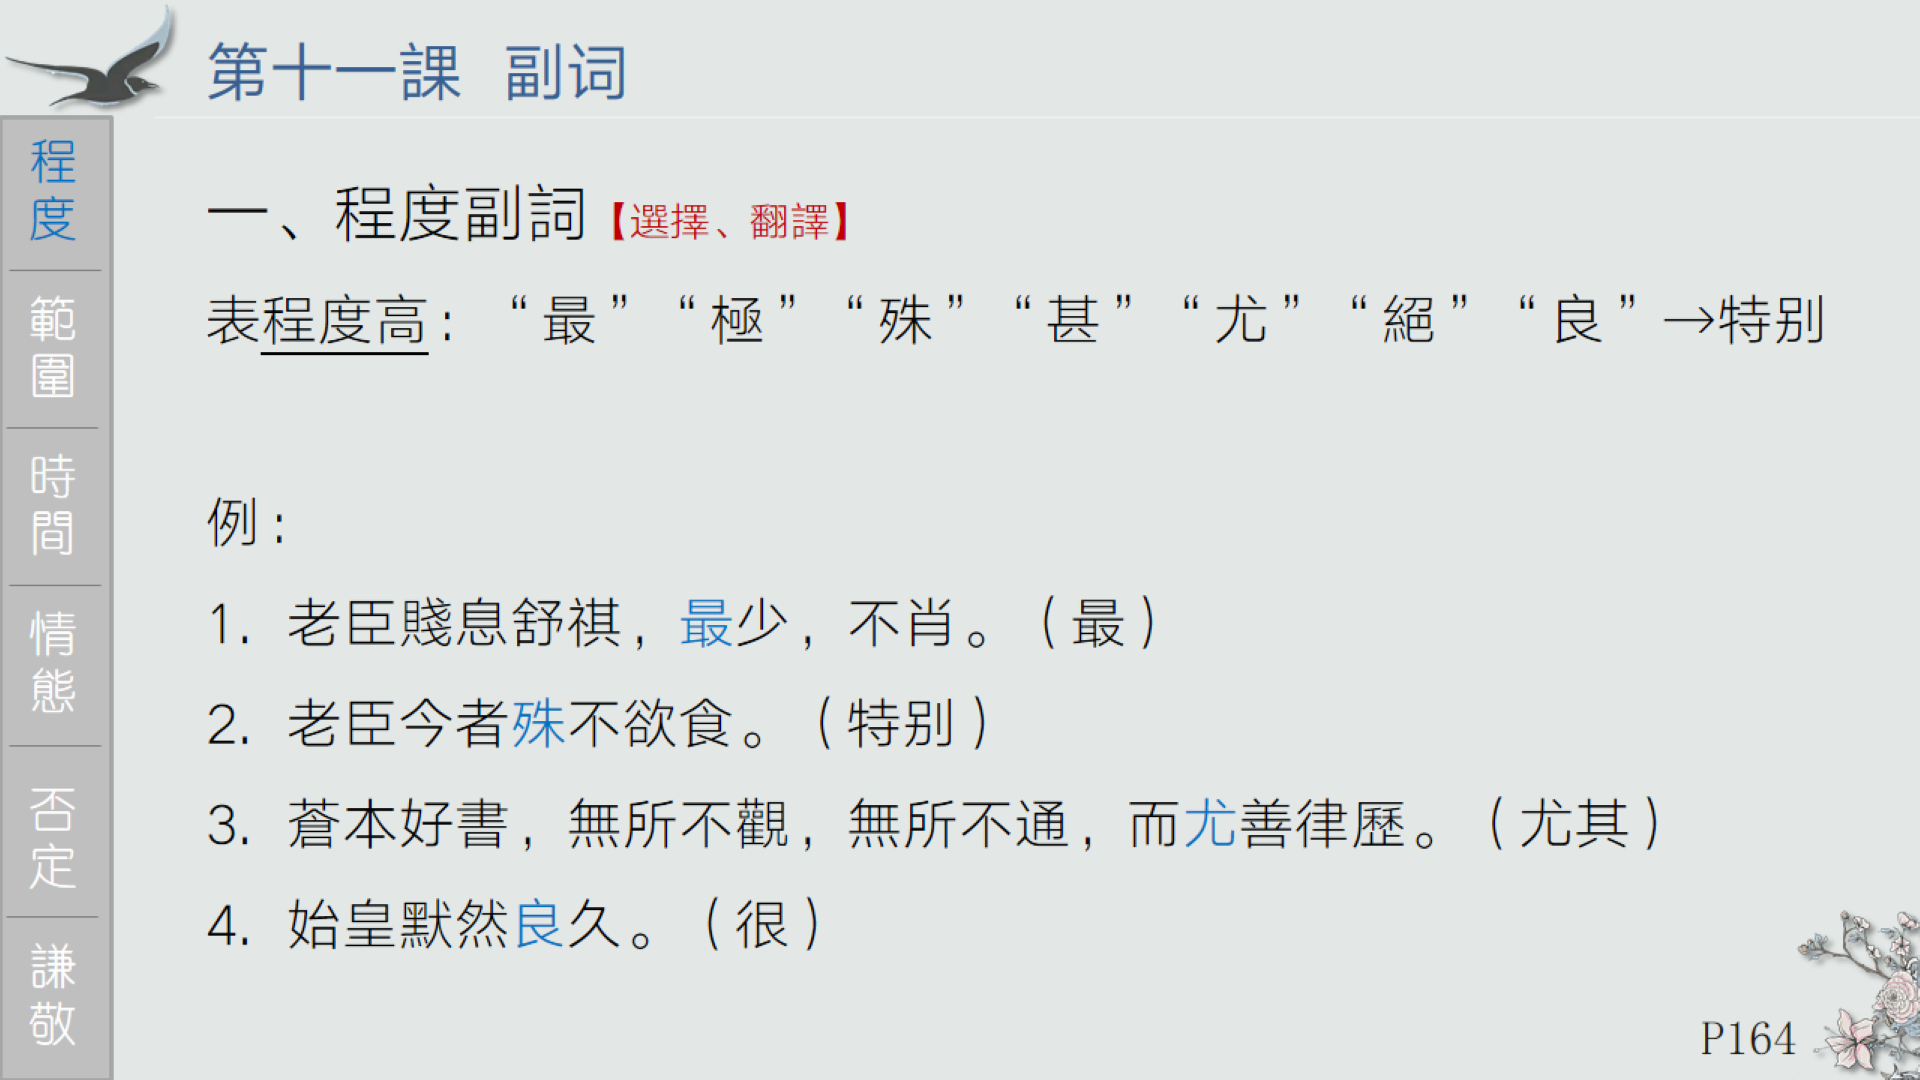 第十一課 副词
程度
範圍
時間
情態
否定
謙敬
一、程度副詞【選擇、翻譯】
表程度高：“最”“極”“殊”“甚”“尤”“絕”“良”→特别
例：
1. 老臣賤息舒祺，最少，不肖。（最）
2. 老臣今者殊不欲食。（特别）
3. 蒼本好書，無所不觀，無所不通，而尤善律歷。（尤其）
4. 始皇默然良久。（很）
P164